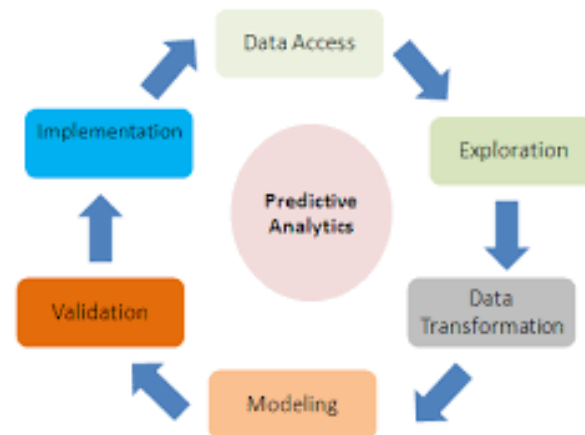 Data Access
Implementation
Exploration
Predictive
Analytics
Validation
Data
Transformation
Modeling